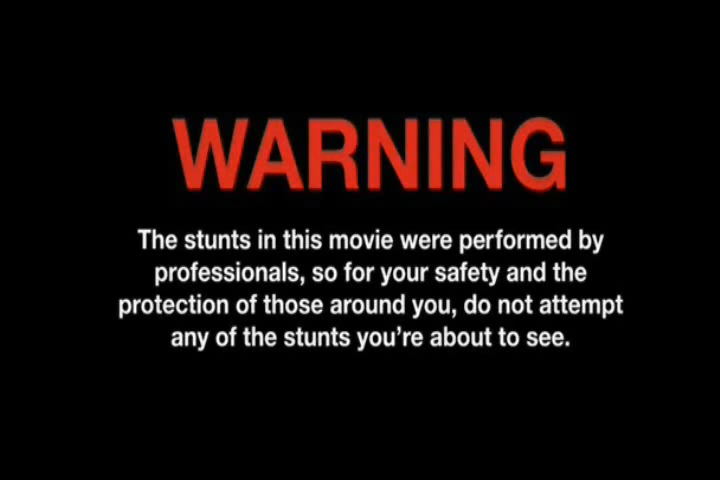 WARNING
The stunts in this movie were performed by
professionals, so for your safety and the
protection of those around you, do not attempt
any of the stunts you’re about to see.